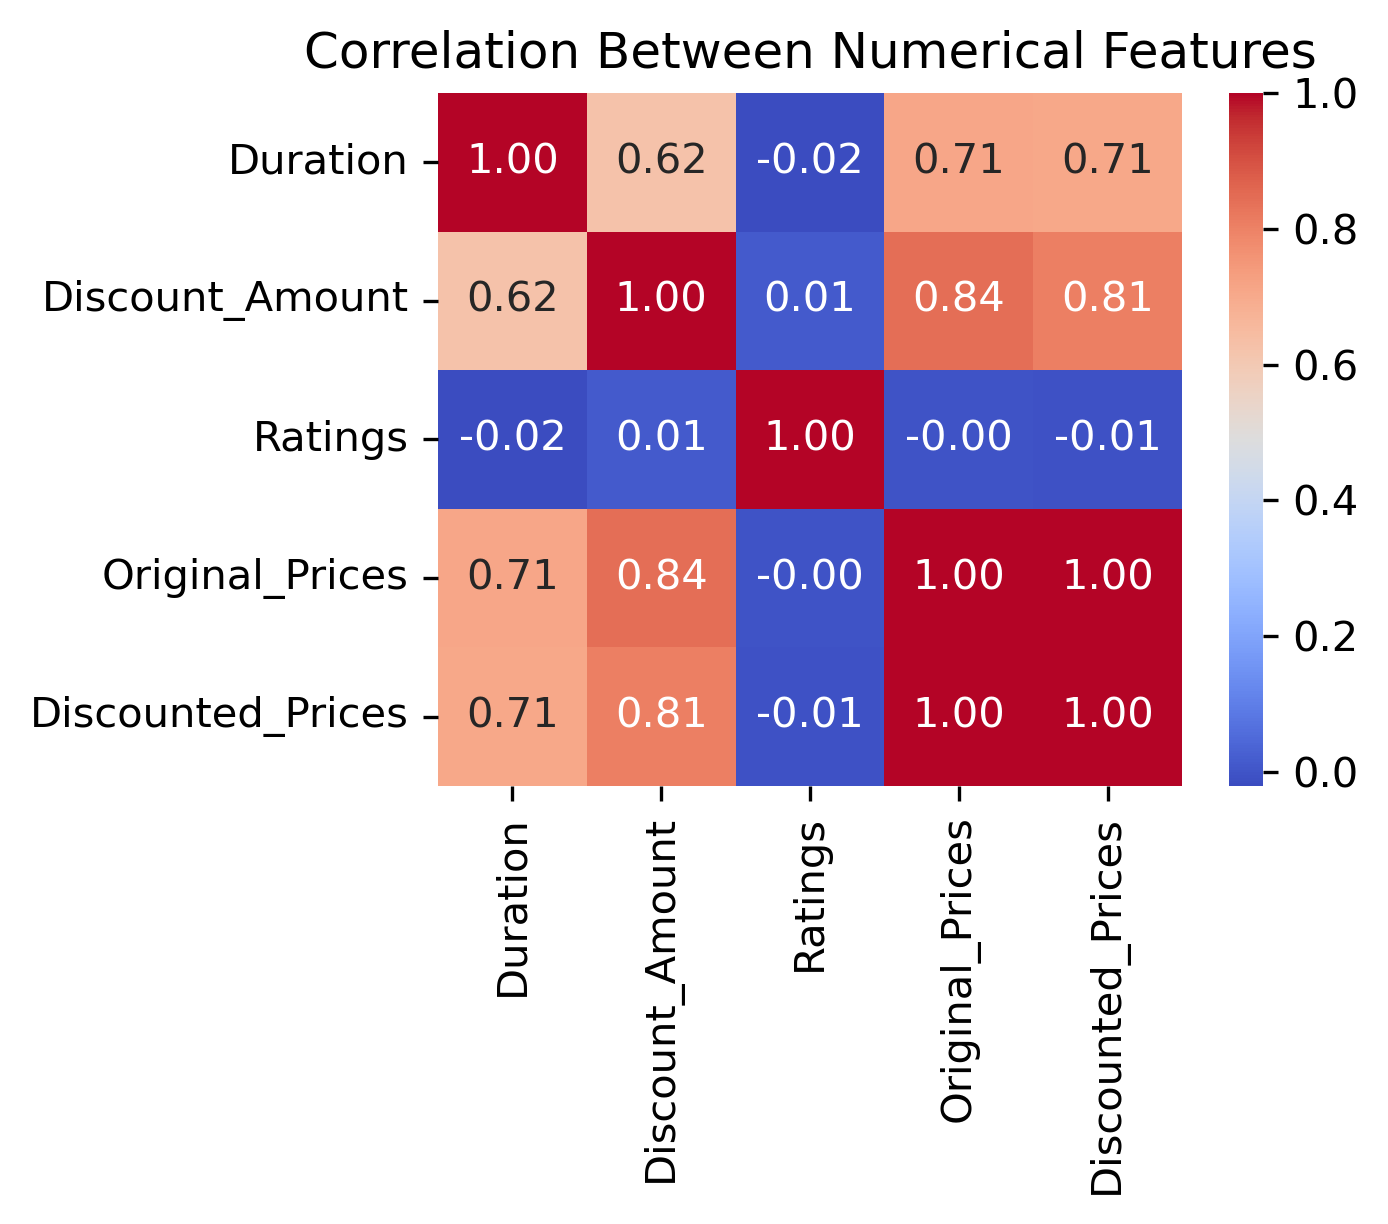 Correlation Between Numerical Features
Duration 1.00 0.62 -0.02 0.71 0.71
Discount_Amount 0.62 1.00 0.01 0.84 0.81
Ratings -0.02 0.01 1.00 -0.00 -0.01
Original_Prices 0.71 0.84 -0.00 1.00 1.00
Discounted_Prices 0.71 0.81 -0.01 1.00 1.00
Duration
Discount_Amount
Ratings
Original_Prices
Discounted_Prices
1.0
0.8
0.6
0.4
0.2
0.0